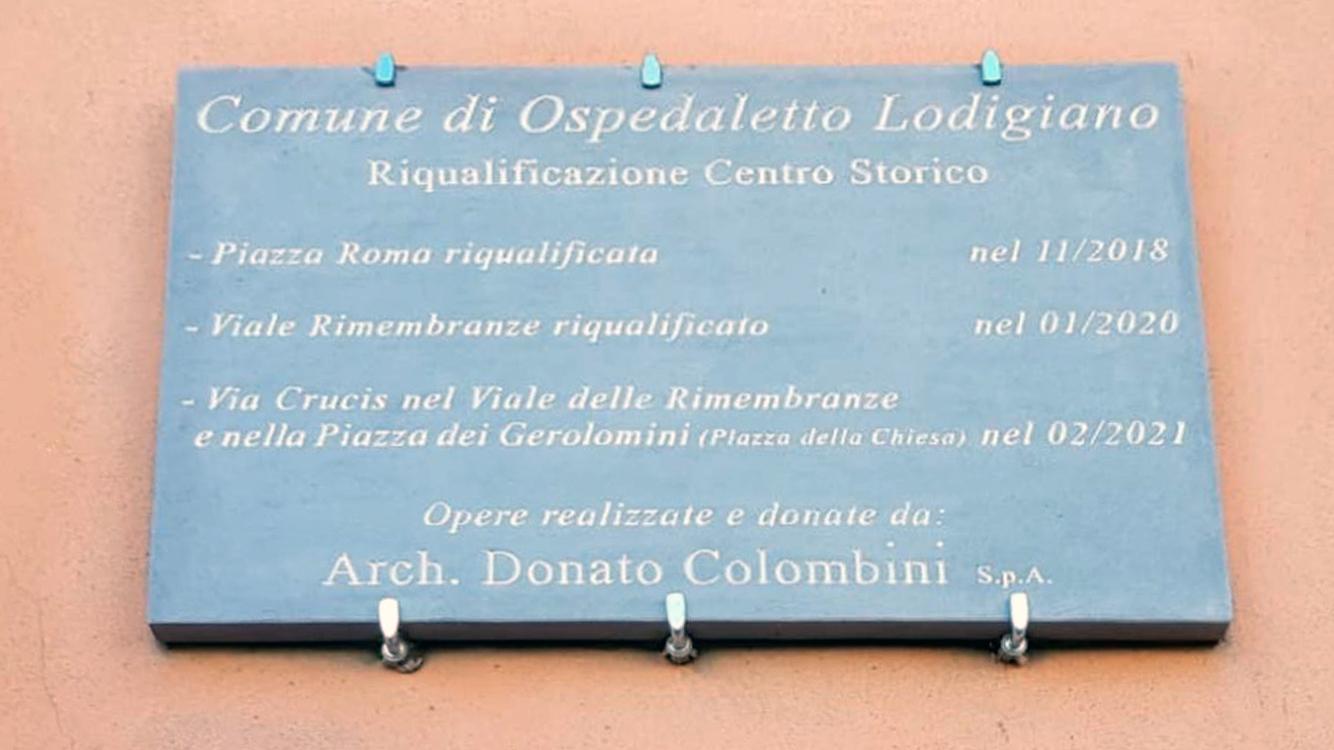 Comune di Ospedaletto Lodigiano
Riqualificazione Centro Storico
- Piazza Roma riqualificata nel 11/2018
- Viale Rimembranze riqualificato nel 01/2020
- Via Crucis nel Viale delle Rimembranze
e nella Piazza dei Gerolomini (Piazza della Chiesa) nel 02/2021
Opere realizzate e donate da:
Arch. Donato Colombini S.p.A.